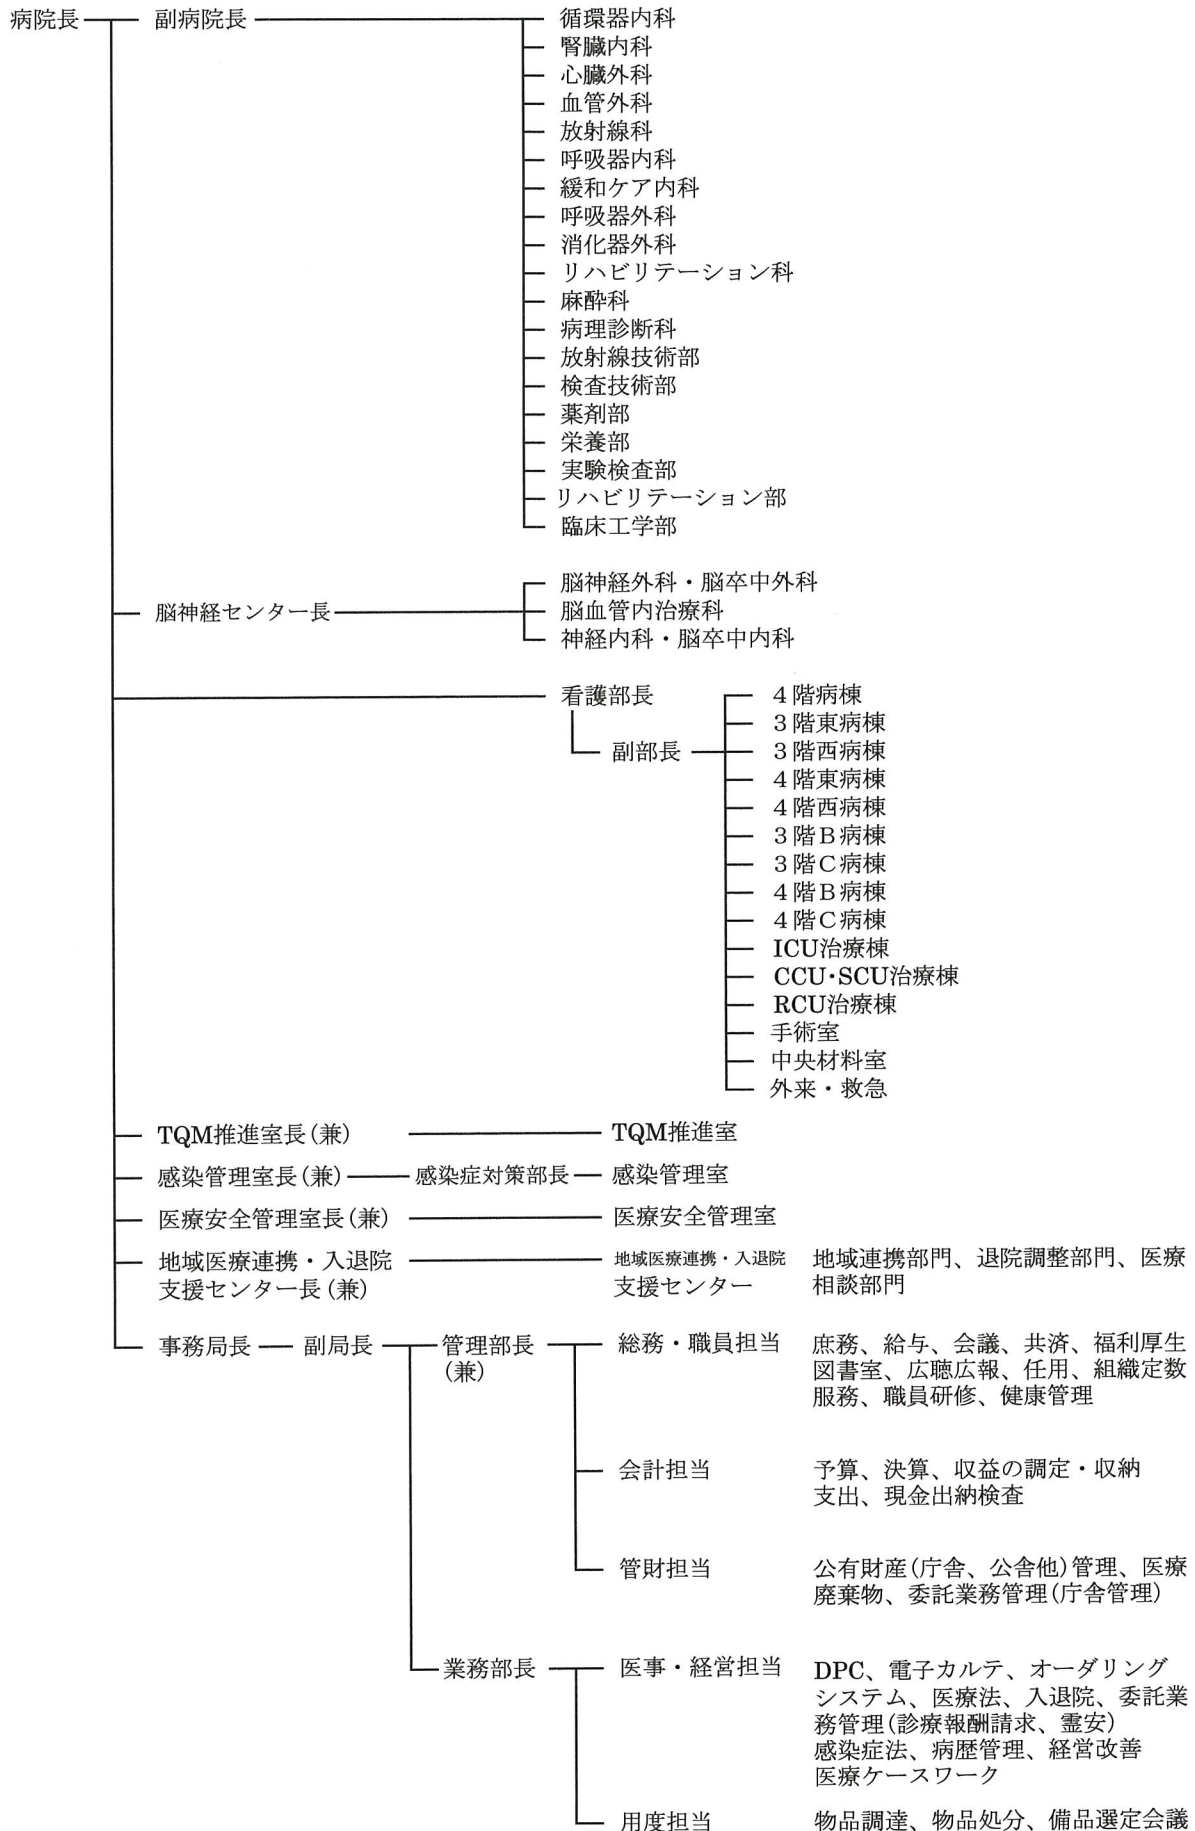 病院長
副病院長
循環器内科
腎臓内科
心臓外科
血管外科
放射線科
呼吸器内科
緩和ケア内科
呼吸器外科
消化器外科
リハビリテーション科
麻酔科
病理診断科
放射線技術部
検査技術部
薬剤部
栄養部
実験検査部
リハビリテーション部
臨床工学部
脳神経センター長
脳神経外科・脳卒中外科
脳血管内治療科
神経内科・脳卒中内科
看護部長
副部長
4階病棟
3階東病棟
3階西病棟
4階東病棟
4階西病棟
3階B病棟
3階C病棟
4階B病棟
4階C病棟
ICU治療棟
CCU・SCU治療棟
RCU治療棟
手術室
中央材料室
外来・救急
TQM推進室長(兼)
TQM推進室
感染管理室長(兼)
感染症対策部長
感染管理室
医療安全管理室長(兼)
医療安全管理室
地域医療連携・入退院
支援センター長(兼)
地域医療連携・入退院
支援センター
地域連携部門、退院調整部門、医療
相談部門
事務局長
副局長
管理部長
(兼)
総務・職員担当
庶務、給与、会議、共済、福利厚生
図書室、広聴広報、任用、組織定数
服務、職員研修、健康管理
会計担当
予算、決算、収益の調定・収納
支出、現金出納検査
管財担当
公有財産(庁舎、公舎他)管理、医療
廃棄物、委託業務管理(庁舎管理)
業務部長
医事・経営担当
DPC、電子カルテ、オーダリング
システム、医療法、入退院、委託業
務管理(診療報酬請求、霊安)
感染症法、病歴管理、経営改善
医療ケースワーク
用度担当
物品調達、物品処分、備品選定会議